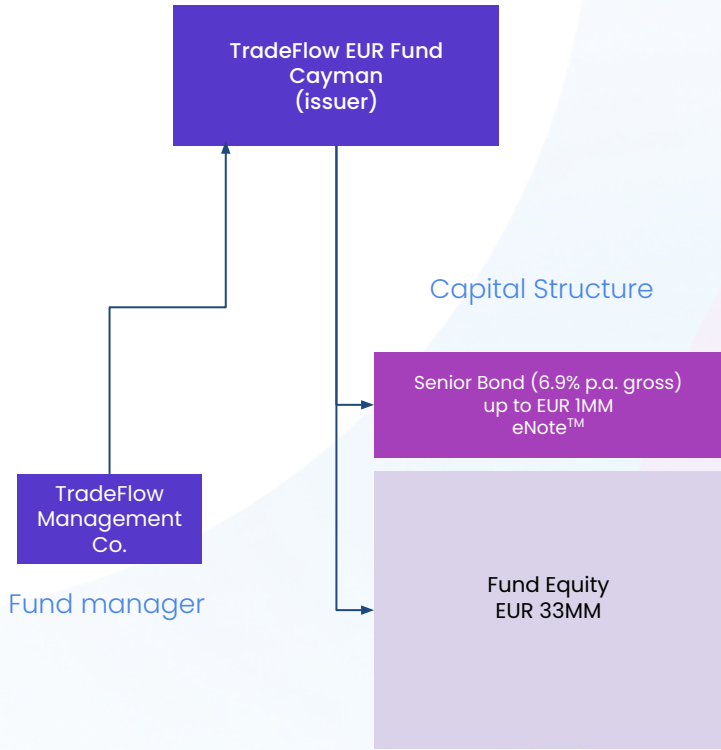 TradeFlow EUR Fund
Cayman
(issuer)
Capital Structure
Senior Bond (6.9% p.a. gross)
up to EUR 1MM
eNote™
TradeFlow
Management
Co.
Fund manager
Fund Equity
EUR 33MM